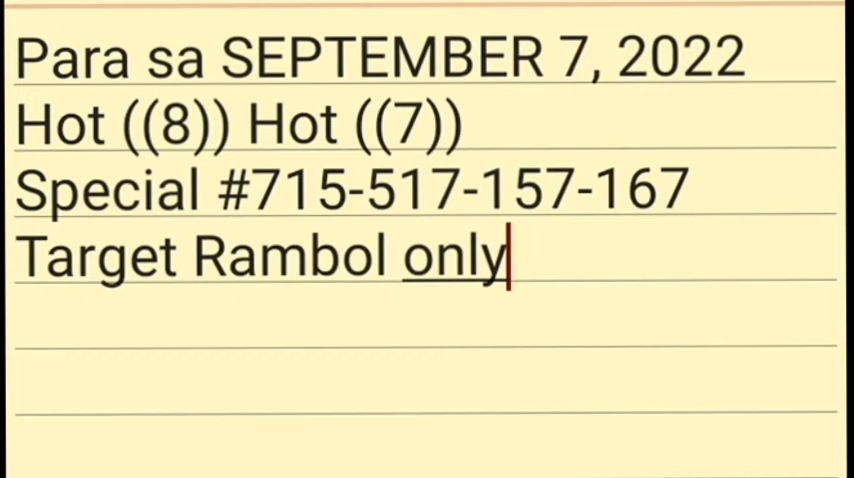 Para sa SEPTEMBER 7, 2022
Hot ((8)) Hot ((7))
Special #715-517-157-167
Target Rambol only